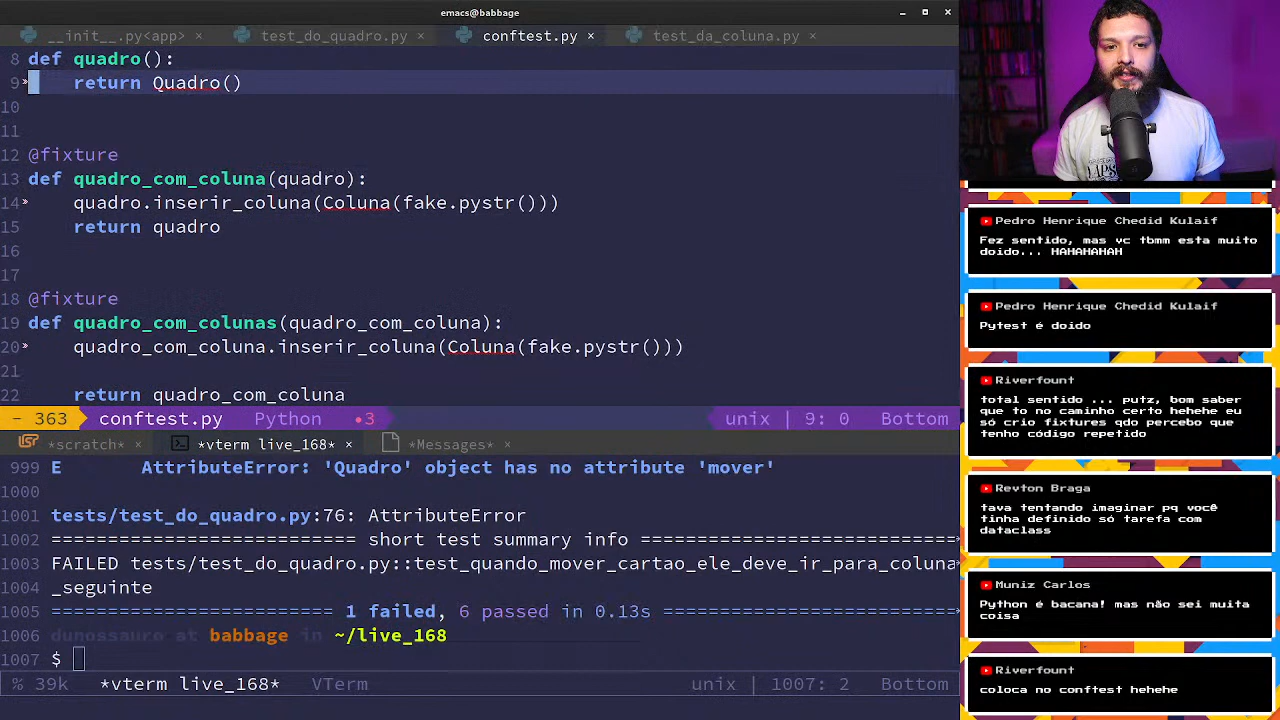 emacs@babbage
__init__.py<app> ×
test_do_quadro.py ×
conftest.py ×
test_da_coluna.py ×
8 def quadro():
9 return Quadro()
10
11
12 @fixture
13 def quadro_com_coluna(quadro):
14 quadro.inserir_coluna(Coluna(fake.pystr()))
15 return quadro
16
17
18 @fixture
19 def quadro_com_colunas(quadro_com_coluna):
20 quadro_com_coluna.inserir_coluna(Coluna(fake.pystr()))
21
22 return quadro_com_coluna
- 363 conftest.py Python •3 unix | 9: 0 Bottom
*scratch* × *vterm live_168* × *Messages* ×
999 E AttributeError: 'Quadro' object has no attribute 'mover'
1000
1001 tests/test_do_quadro.py:76: AttributeError
1002 ========================= short test summary info =========================
1003 FAILED tests/test_do_quadro.py::test_quando_mover_cartao_ele_deve_ir_para_coluna
_seguinte
1005 ========================= 1 failed, 6 passed in 0.13s =========================
1006 dunossauro at babbage in ~/live_168
1007 $
% 39k *vterm live_168* VTerm unix | 1007: 2 Bottom
Pedro Henrique Chedid Kulaif
Fez sentido, mas vc tbmm esta muito
doido... HAHAHAHAH
Pedro Henrique Chedid Kulaif
Pytest é doido
Riverfount
total sentido ... putz, bom saber
que to no caminho certo hehehe eu
só crio fixtures qdo percebo que
tenho código repetido
Revton Braga
tava tentando imaginar pq você
tinha definido só tarefa com
dataclass
Muniz Carlos
Python é bacana! mas não sei muita
coisa
Riverfount
coloca no conftest hehehe